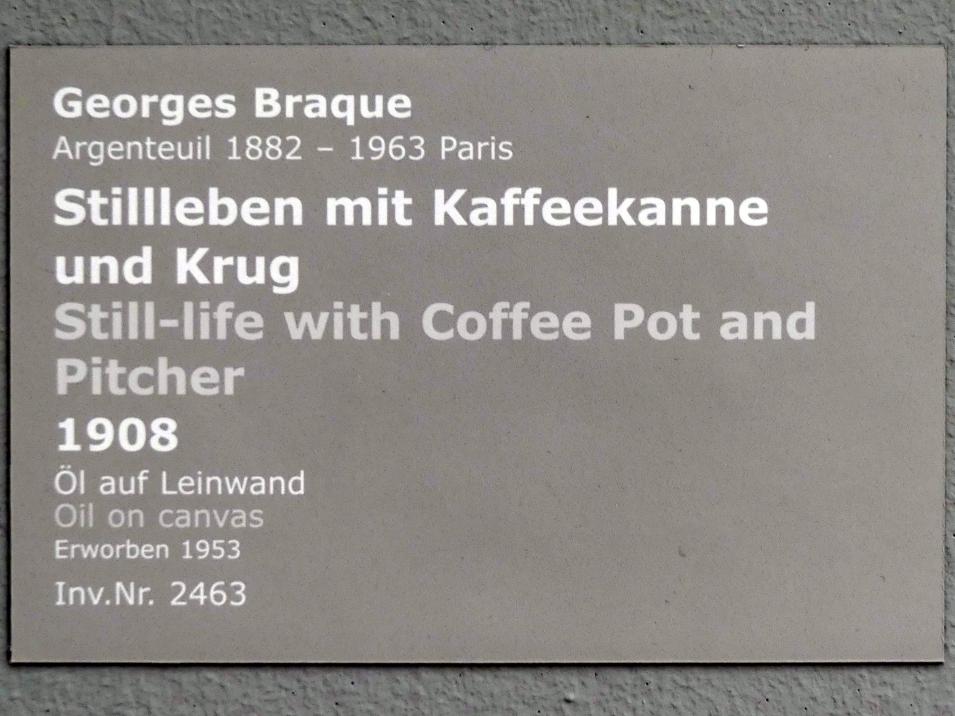 Georges Braque
Argenteuil 1882 – 1963 Paris
Stillleben mit Kaffeekanne
und Krug
Still-life with Coffee Pot and
Pitcher
1908
Öl auf Leinwand
Oil on canvas
Erworben 1953
Inv.Nr. 2463